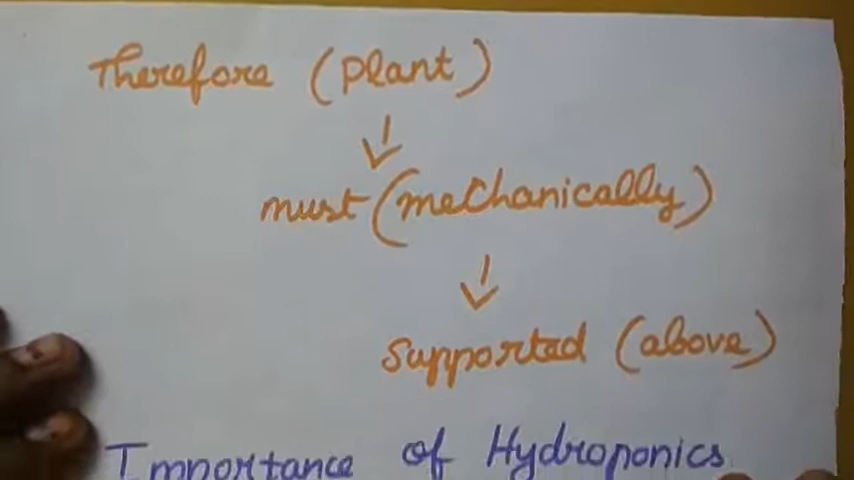 Therefore (Plant)
must (mechanically)
Supported (above)
Importance of Hydroponics